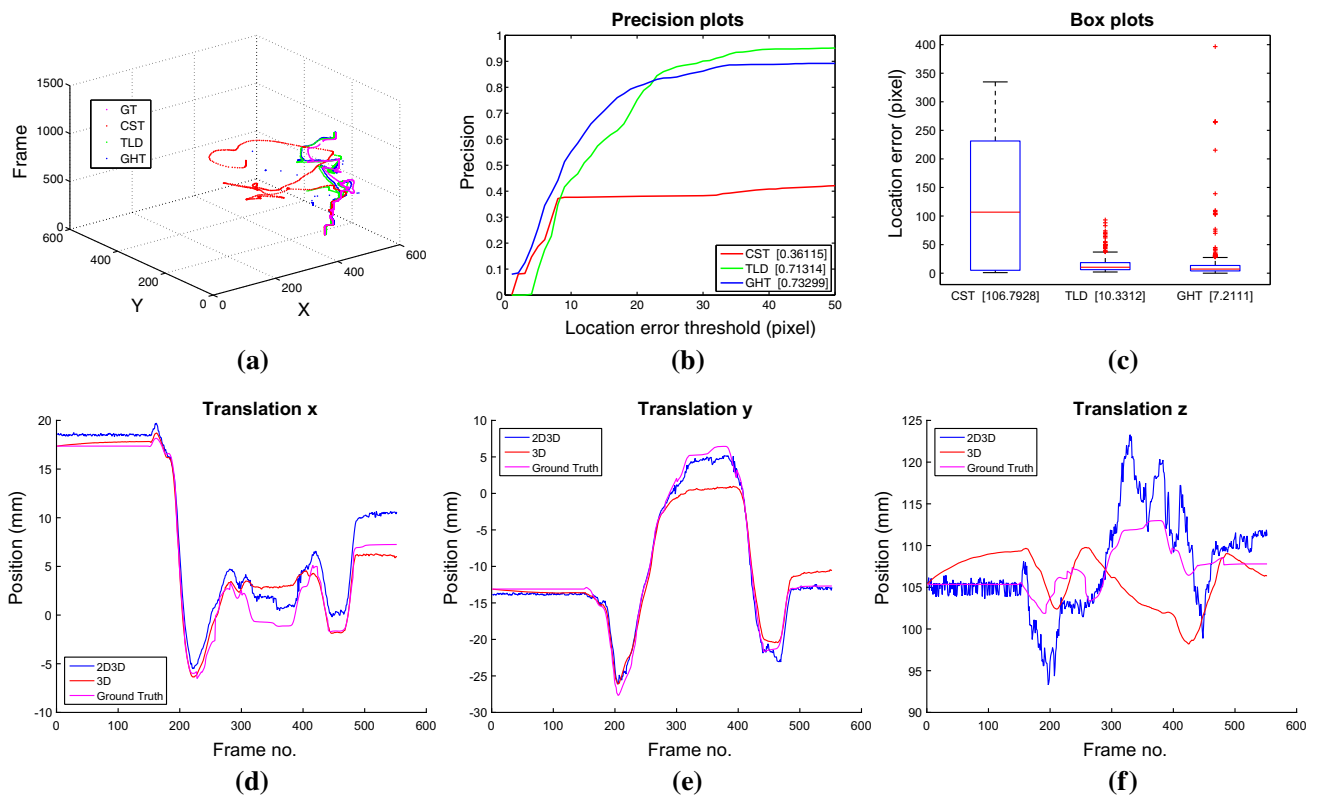 1500
1000
500
0
Frame
GT
CST
TLD
GHT
600
400
200
0
Y
0
200
400
600
X
(a)
Precision plots
1
0.9
0.8
0.7
0.6
0.5
0.4
0.3
0.2
0.1
0
Precision
CST [0.36115]
TLD [0.71314]
GHT [0.73299]
0 10 20 30 40 50
Location error threshold (pixel)
(b)
Box plots
400
350
300
250
200
150
100
50
0
Location error (pixel)
CST [106.7928] TLD [10.3312] GHT [7.2111]
(c)
Translation x
20
15
10
5
0
-5
-10
Position (mm)
2D3D
3D
Ground Truth
0 100 200 300 400 500 600
Frame no.
(d)
Translation y
10
5
0
-5
-10
-15
-20
-25
-30
Position (mm)
2D3D
3D
Ground Truth
0 100 200 300 400 500 600
Frame no.
(e)
Translation z
125
120
115
110
105
100
95
90
Position (mm)
2D3D
3D
Ground Truth
0 100 200 300 400 500 600
Frame no.
(f)